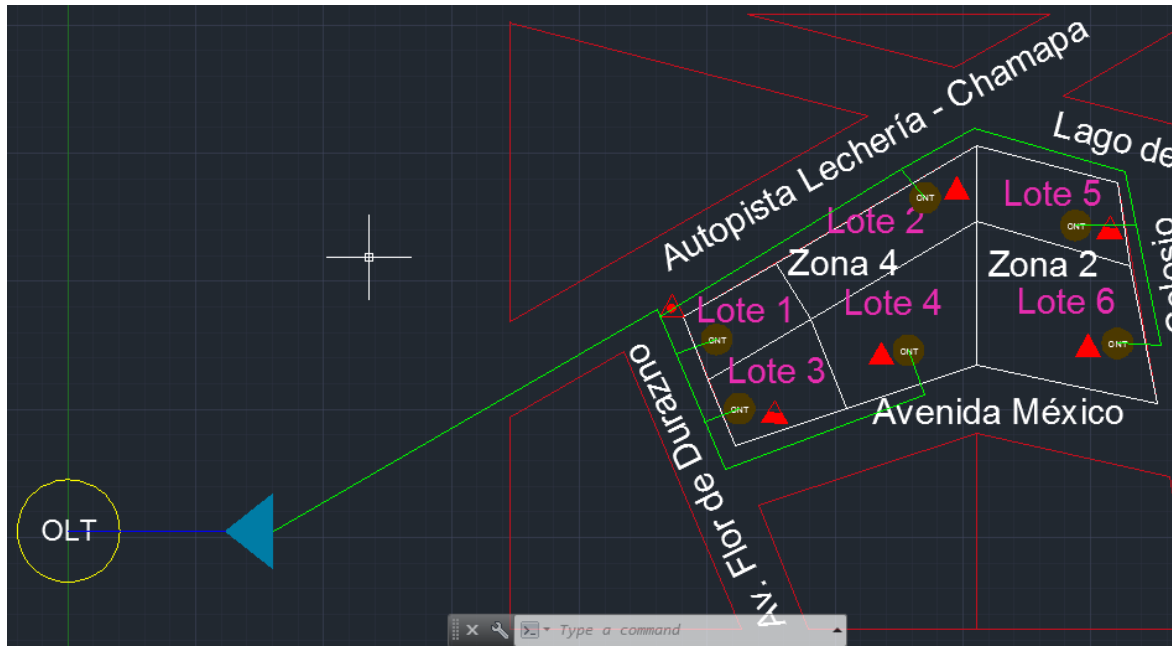 Autopista Lechería - Chamapa
Lago de
Lote 5
ONT
Lote 2
ONT
Zona 4
Zona 2
Lote 1
Lote 4
Lote 6
ONT
ONT
ONT
Lote 3
ONT
Avenida México
Av. Flor de Durazno
OLT
Type a command